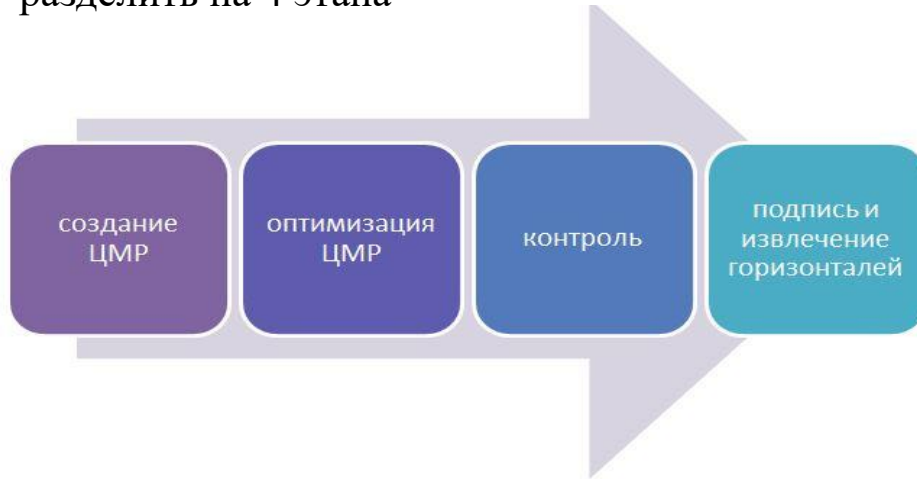 разделить на 4 этапа
создание
ЦМР
оптимизация
ЦМР
контроль
подпись и
извлечение
горизонталей